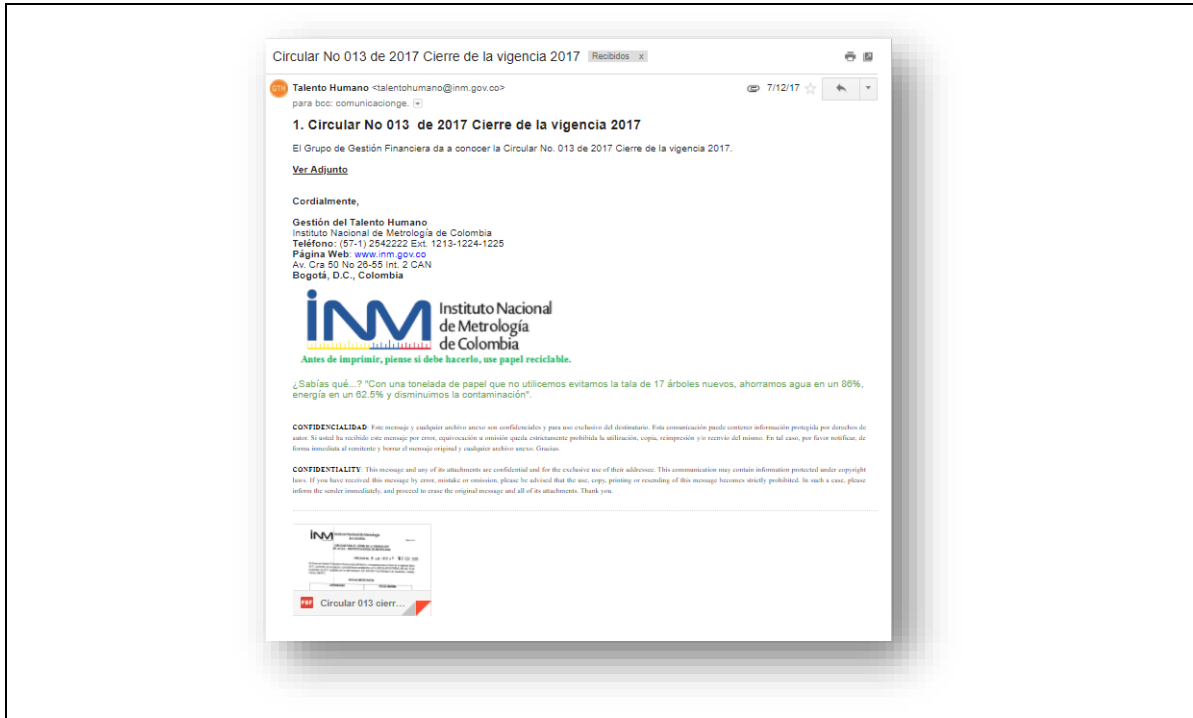 Circular No 013 de 2017 Cierre de la vigencia 2017 Recibidos x
GTH Talento Humano <talentohumano@inm.gov.co> 7/12/17
para bcc: comunicacionge.
1. Circular No 013 de 2017 Cierre de la vigencia 2017
El Grupo de Gestión Financiera da a conocer la Circular No. 013 de 2017 Cierre de la vigencia 2017.
Ver Adjunto
Cordialmente,
Gestión del Talento Humano
Instituto Nacional de Metrología de Colombia
Teléfono: (57-1) 2542222 Ext. 1213-1224-1225
Página Web: www.inm.gov.co
Av. Cra 50 No 26-55 Int. 2 CAN
Bogotá, D.C., Colombia
iNM Instituto Nacional
de Metrología
de Colombia
Antes de imprimir, piense si debe hacerlo, use papel reciclable.
¿Sabías qué...? "Con una tonelada de papel que no utilicemos evitamos la tala de 17 árboles nuevos, ahorramos agua en un 86%,
energía en un 62.5% y disminuimos la contaminación".
CONFIDENCIALIDAD: Este mensaje y cualquier archivo anexo son confidenciales y para uso exclusivo del destinatario. Esta comunicación puede contener información protegida por derechos de
autor. Si usted ha recibido este mensaje por error, equivocación u omisión queda estrictamente prohibida la utilización, copia, reimpresión y/o reenvío del mismo. En tal caso, por favor notificar, de
forma inmediata al remitente y borrar el mensaje original y cualquier archivo anexo. Gracias.
CONFIDENTIALITY: This message and any of its attachments are confidential and for the exclusive use of their addressee. This communication may contain information protected under copyright
laws. If you have received this message by error, mistake or omission, please be advised that the use, copy, printing or resending of this message becomes strictly prohibited. In such a case, please
inform the sender immediately, and proceed to erase the original message and all of its attachments. Thank you.
iNM
PDF Circular 013 cierr...